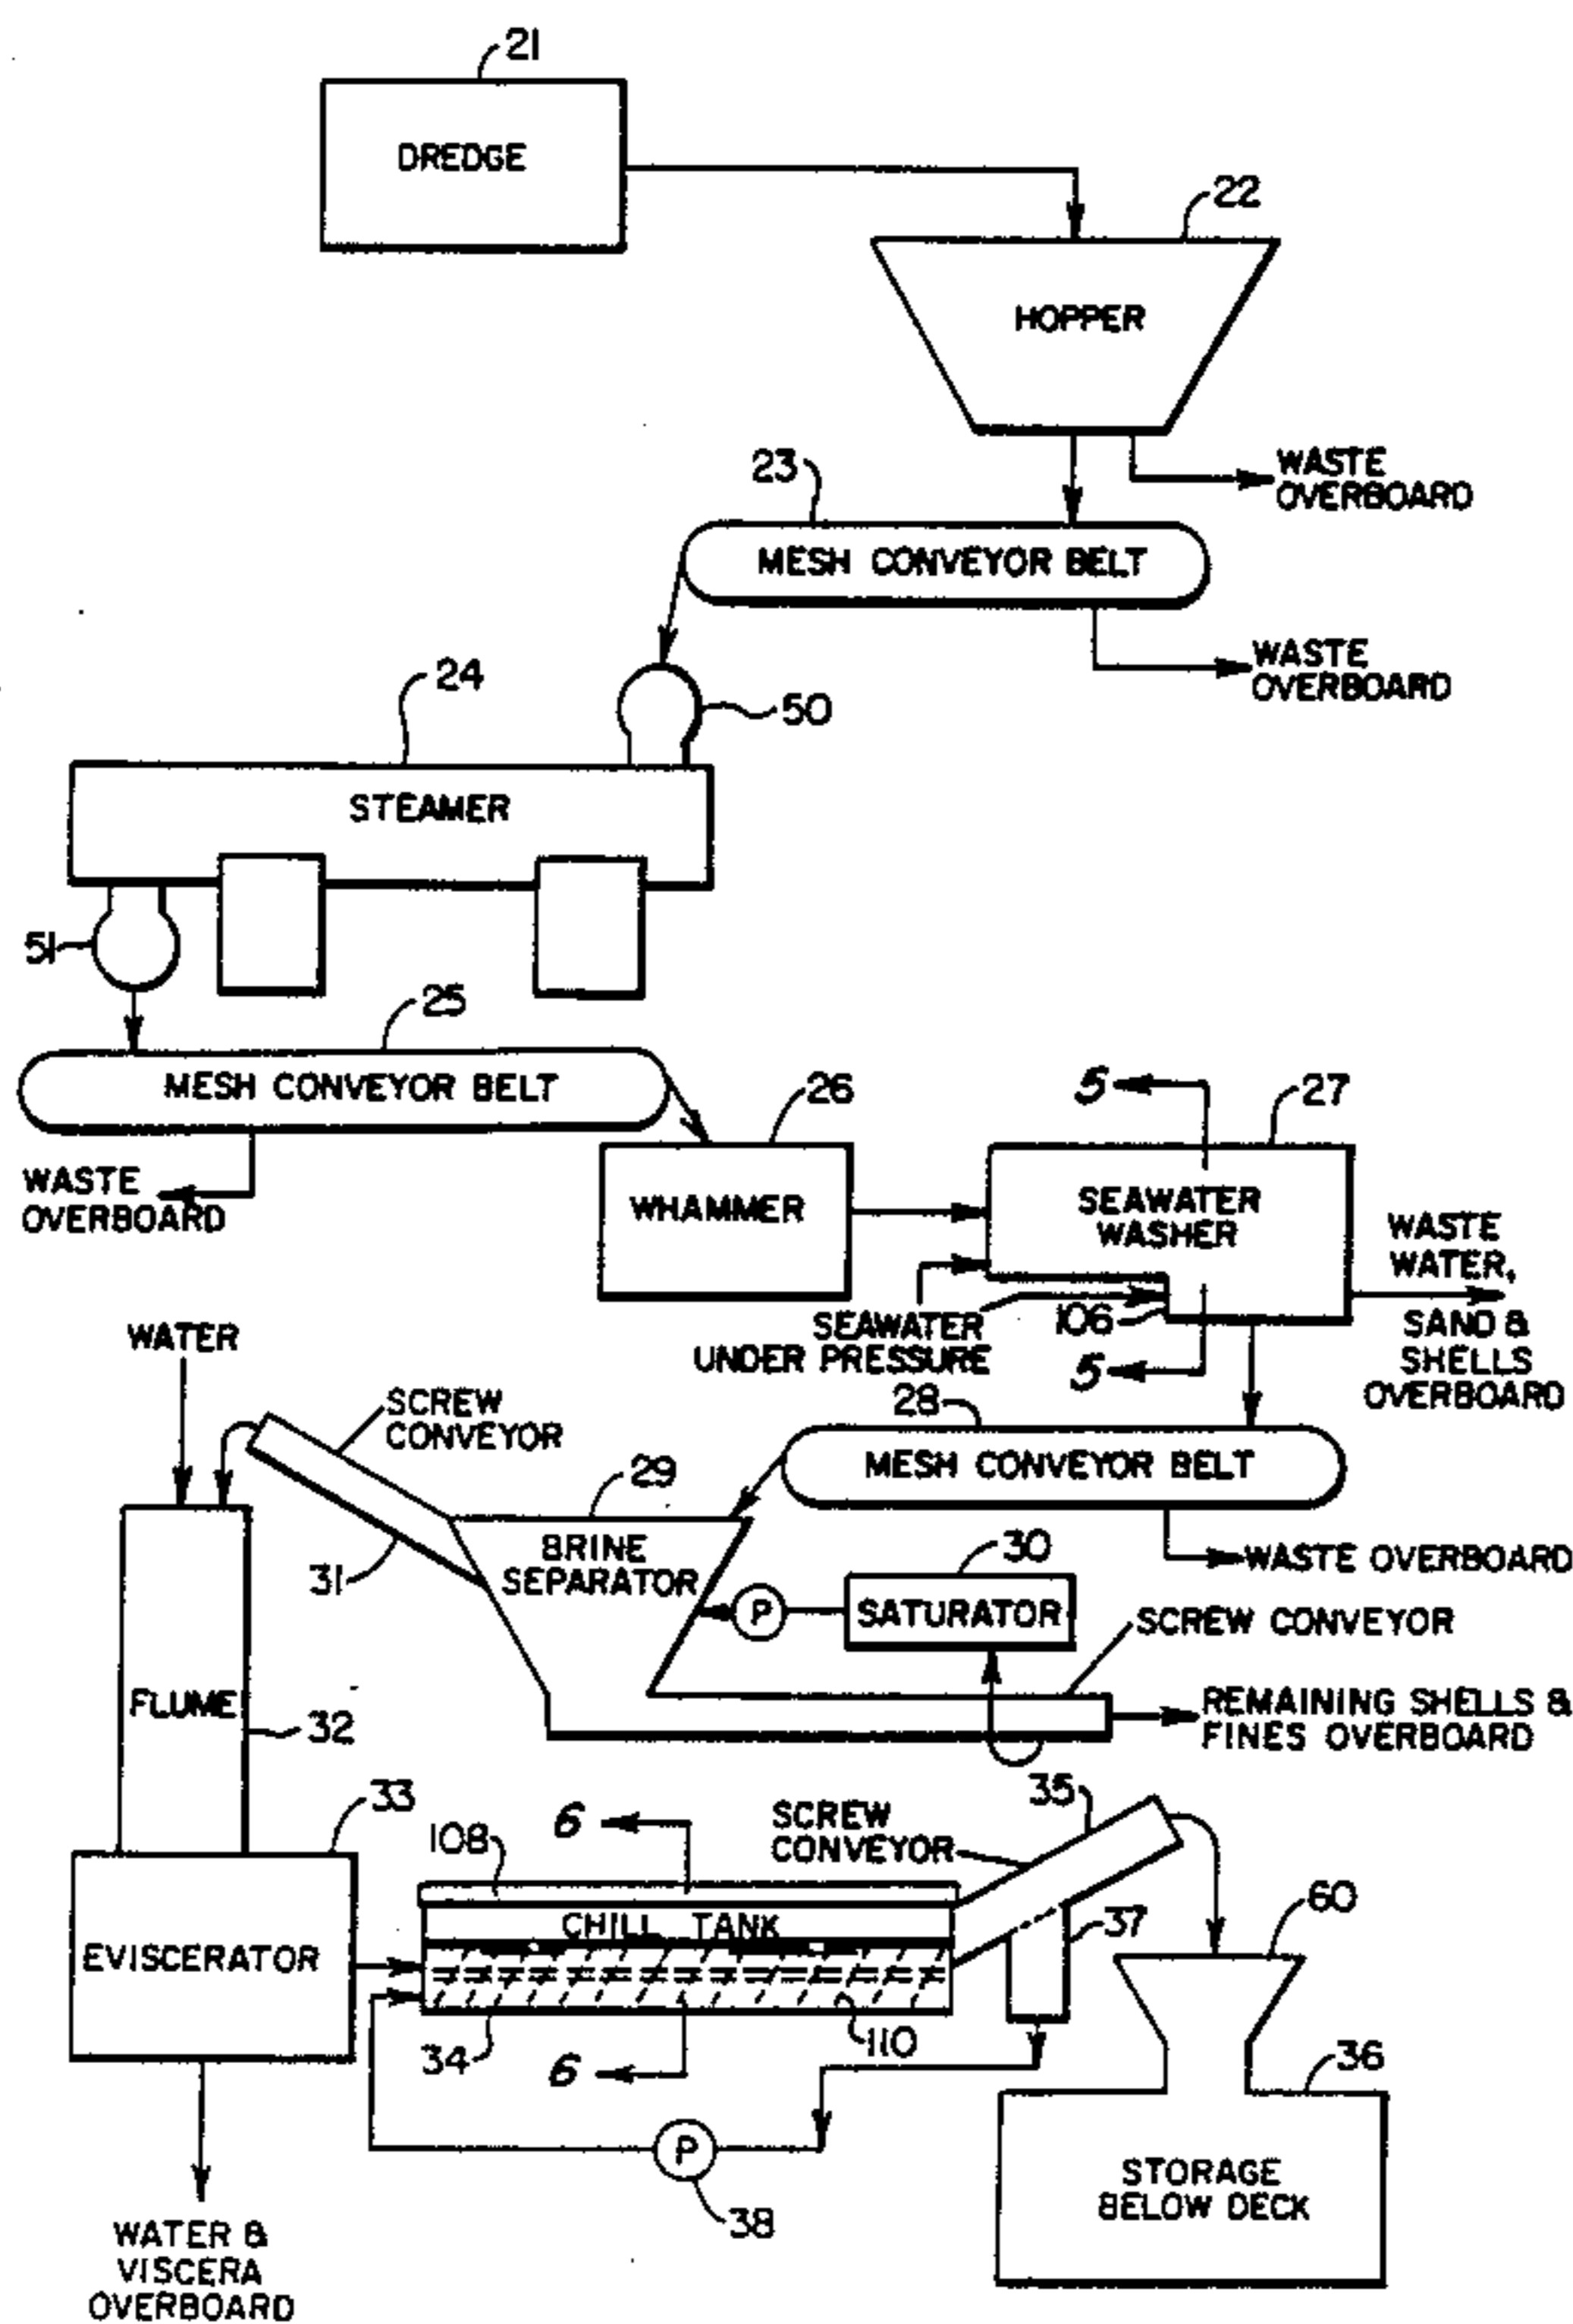 21
DREDGE
22
HOPPER
WASTE
OVERBOARD
23
MESH CONVEYOR BELT
WASTE
OVERBOARD
24
50
STEAMER
51
25
MESH CONVEYOR BELT
WASTE
OVERBOARD
26
WHAMMER
5
27
SEAWATER
WASHER
WASTE
WATER,
SAND &
SHELLS
OVERBOARD
SEAWATER
UNDER PRESSURE
106
5
WATER
SCREW
CONVEYOR
28
MESH CONVEYOR BELT
WASTE OVERBOARD
29
BRINE
SEPARATOR
31
P
30
SATURATOR
SCREW CONVEYOR
REMAINING SHELLS &
FINES OVERBOARD
FLUME
32
33
EVISCERATOR
108
6
CHILL TANK
34
6
110
SCREW
CONVEYOR
35
37
60
36
STORAGE
BELOW DECK
P
38
WATER &
VISCERA
OVERBOARD